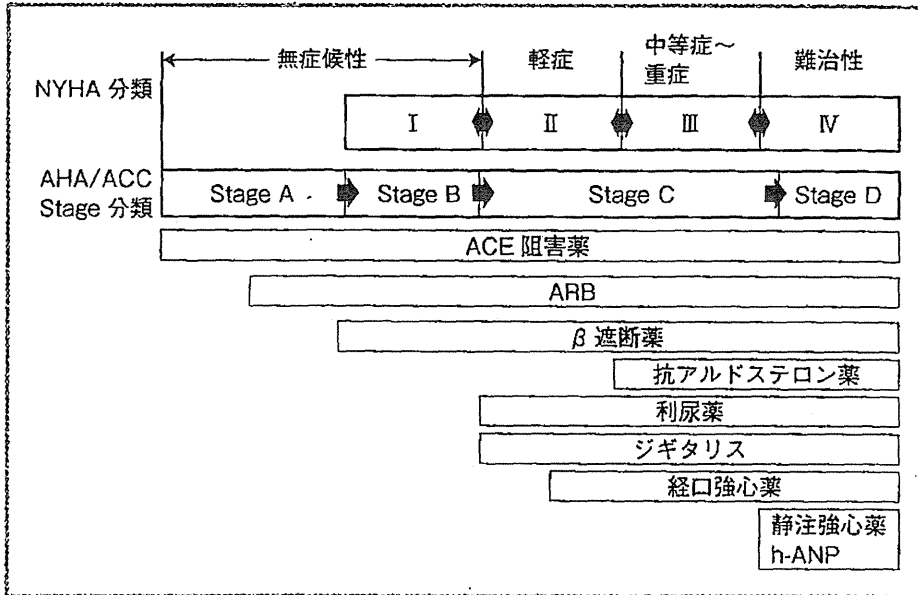 無症候性
軽症
中等症~
重症
難治性
NYHA 分類
I
II
III
IV
AHA/ACC
Stage 分類
Stage A
Stage B
Stage C
Stage D
ACE 阻害薬
ARB
β 遮断薬
抗アルドステロン薬
利尿薬
ジギタリス
経口強心薬
静注強心薬
h-ANP